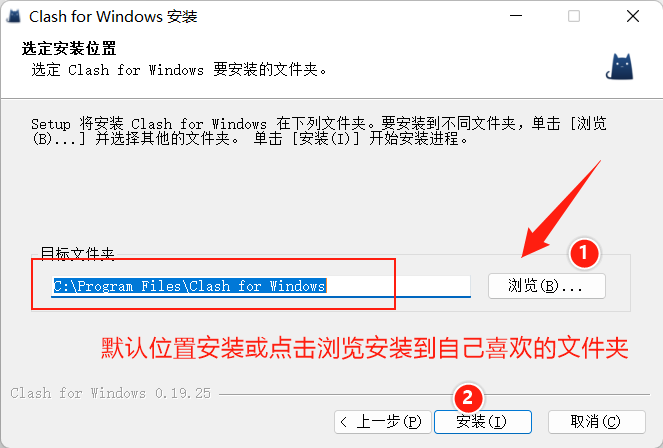 Clash for Windows 安装
选定安装位置
选定 Clash for Windows 要安装的文件夹。
Setup 将安装 Clash for Windows 在下列文件夹。要安装到不同文件夹，单击 [浏览
(B)...] 并选择其他的文件夹。 单击 [安装(I)] 开始安装进程。
目标文件夹
1
C:\Program Files\Clash for Windows
浏览(B)...
默认位置安装或点击浏览安装到自己喜欢的文件夹
Clash for Windows 0.19.25
2
< 上一步(P)
安装(I)
取消(C)